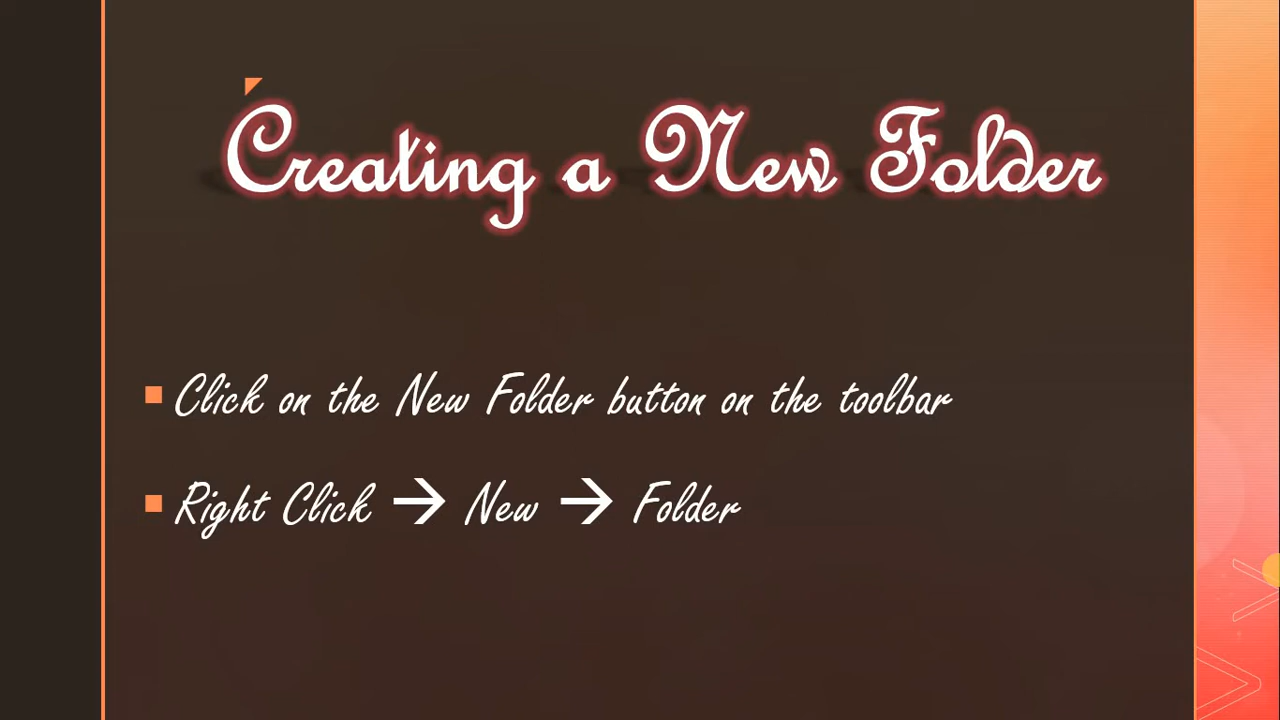 Creating a New Folder
Click on the New Folder button on the toolbar
Right Click → New → Folder